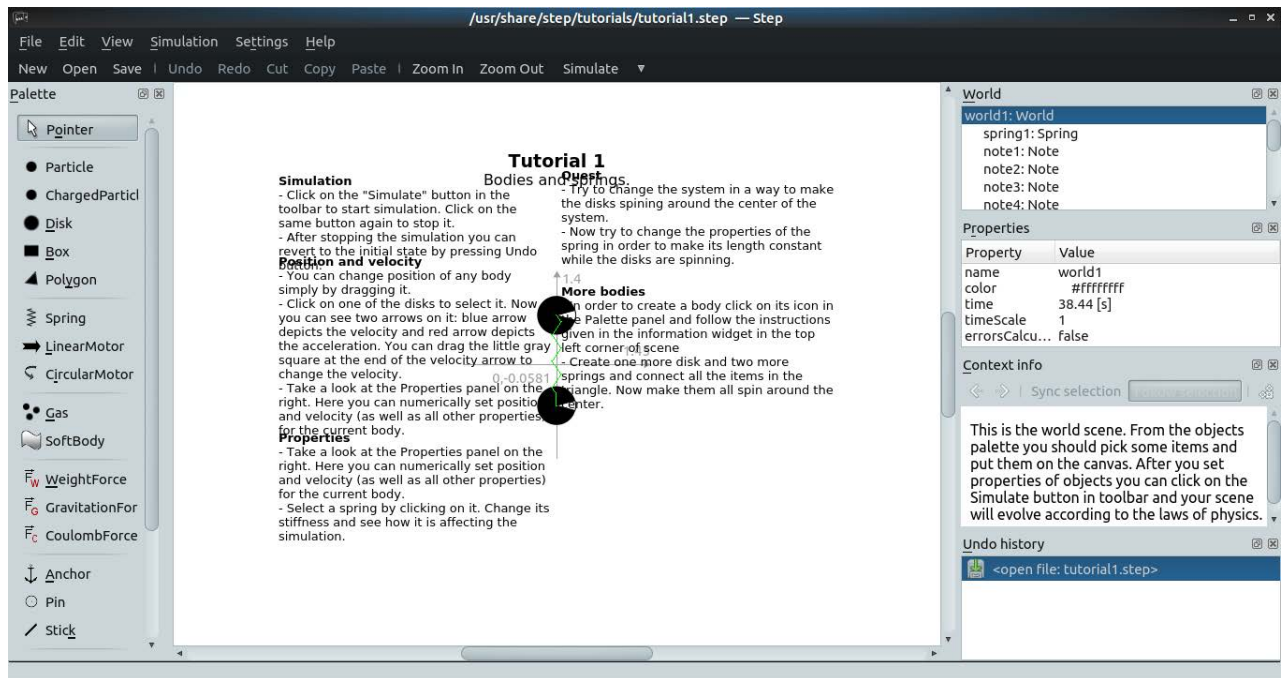 /usr/share/step/tutorials/tutorial1.step — Step
File Edit View Simulation Settings Help
New Open Save Undo Redo Cut Copy Paste Zoom In Zoom Out Simulate
Palette
Pointer
Particle
ChargedParticl
Disk
Box
Polygon
Spring
LinearMotor
CircularMotor
Gas
SoftBody
WeightForce
GravitationFor
CoulombForce
Anchor
Pin
Stick
Tutorial 1
Bodies and springs.
Simulation
- Click on the "Simulate" button in the
toolbar to start simulation. Click on the
same button again to stop it.
- After stopping the simulation you can
revert to the initial state by pressing Undo
button.
Position and velocity
- You can change position of any body
simply by dragging it.
- Click on one of the disks to select it. Now
you can see two arrows on it: blue arrow
depicts the velocity and red arrow depicts
the acceleration. You can drag the little gray
square at the end of the velocity arrow to
change the velocity.
- Take a look at the Properties panel on the
right. Here you can numerically set position
and velocity (as well as all other properties)
for the current body.
Properties
- Take a look at the Properties panel on the
right. Here you can numerically set position
and velocity (as well as all other properties)
for the current body.
- Select a spring by clicking on it. Change its
stiffness and see how it is affecting the
simulation.
Quest
- Try to change the system in a way to make
the disks spining around the center of the
system.
- Now try to change the properties of the
spring in order to make its length constant
while the disks are spinning.
1.4
More bodies
order to create a body click on its icon in
the Palette panel and follow the instructions
given in the information widget in the top
left corner of scene
- Create one more disk and two more
springs and connect all the items in the
triangle. Now make them all spin around the
center.
0,-0.0581
World
world1: World
spring1: Spring
note1: Note
note2: Note
note3: Note
note4: Note
Properties
Property Value
name world1
color #ffffffff
time 38.44 [s]
timeScale 1
errorsCalcu... false
Context info
Sync selection
This is the world scene. From the objects
palette you should pick some items and
put them on the canvas. After you set
properties of objects you can click on the
Simulate button in toolbar and your scene
will evolve according to the laws of physics.
Undo history
<open file: tutorial1.step>